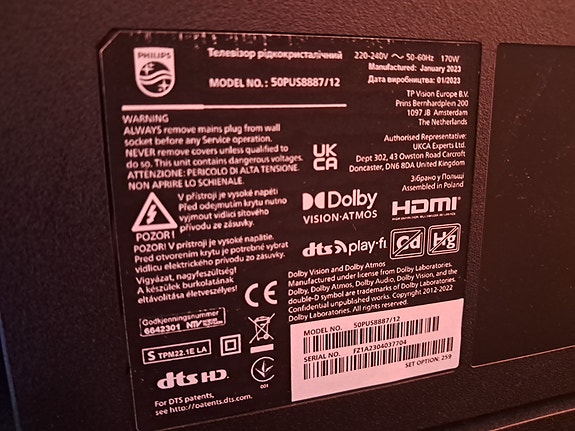 PHILIPS
Телевізор рідкокристалічний
MODEL NO.: 50PUS8887/12
220-240V ~ 50-60Hz 170W
Manufactured: January 2023
Дата виробництва: 01/2023
TP Vision Europe B.V.
Prins Bernhardplein 200
1097 JB Amsterdam
The Netherlands
WARNING
ALWAYS remove mains plug from wall
socket before any Service operation.
NEVER remove covers unless qualified to
do so. This unit contains dangerous voltages.
ATTENZIONE: PERICOLO DI ALTA TENSIONE
NON APRIRE LO SCHIENALE.
UK
CA
Authorised Representative:
UKCA Experts Ltd.
Dept 302, 43 Owston Road Carcroft
Doncaster, DN6 8DA United Kingdom
Зібрано у Польщі
Assembled in Poland
V přístroji je vysoké napětí
Před odejmutím krytu nutno
vyjmout vidlici síťového
přívodu ze zásuvky.
POZOR !
POZOR ! V přístroji je vysoké napätie.
Pred otvorením krytu je potrebné vybrat
vidlicu elektrického prívodu zo zásuvky.
Vigyázat, nagyfeszültség!
A készülék burkolatának
eltávolítása életveszélyes!
Dolby
VISION·ATMOS
HDMI
dts play-fi
Cd
Hg
Dolby Vision and Dolby Atmos
Manufactured under license from Dolby Laboratories.
Dolby, Dolby Atmos, Dolby Audio, Dolby Vision, and the
double-D symbol are trademarks of Dolby Laboratories.
Confidential unpublished works. Copyright 2012-2022
Dolby Laboratories. All rights reserved.
CE
Godkjenningsnummer
6642301
S TPM22.1E LA
001
dts HD
For DTS patents,
see http://patents.dts.com.
MODEL NO. 50PUS8887/12
SERIAL NO. FZ1A2304037704
SET OPTION: 259